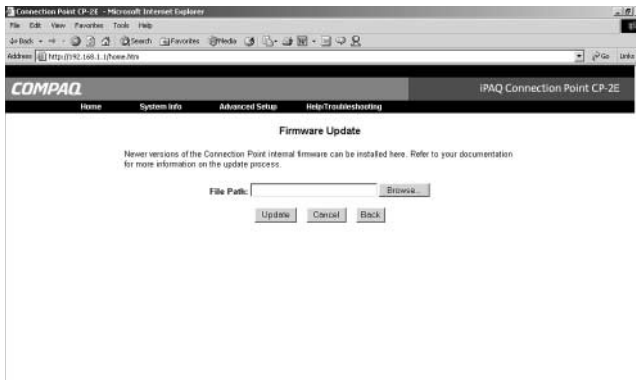 Connection Point CP-2E - Microsoft Internet Explorer
File Edit View Favorites Tools Help
Back Search Favorites Media
Address http://192.168.1.1/home.htm Go Links
COMPAQ iPAQ Connection Point CP-2E
Home System Info Advanced Setup Help/Troubleshooting
Firmware Update
Newer versions of the Connection Point internal firmware can be installed here. Refer to your documentation
for more information on the update process.
File Path: Browse...
Update Cancel Back